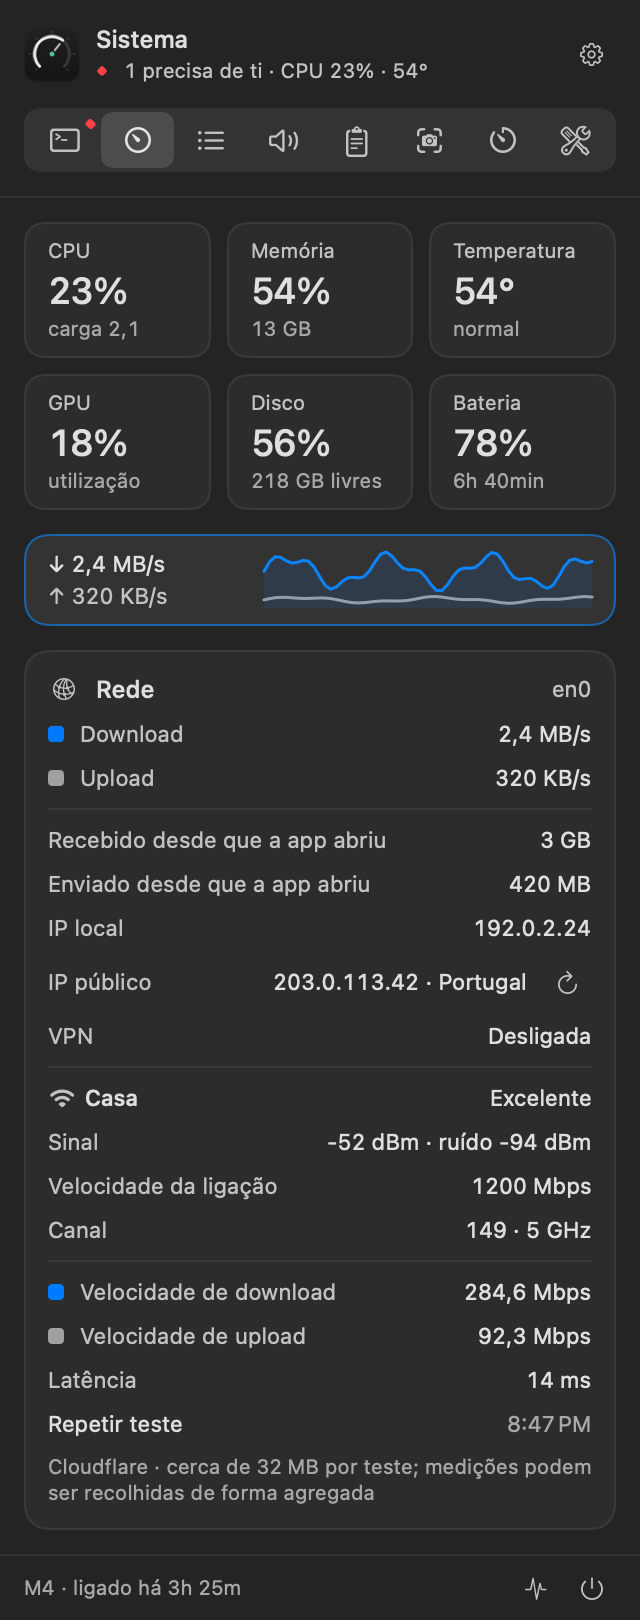 Sistema
1 precisa de ti · CPU 23% · 54°
CPU
23%
carga 2,1
Memória
54%
13 GB
Temperatura
54°
normal
GPU
18%
utilização
Disco
56%
218 GB livres
Bateria
78%
6h 40min
↓ 2,4 MB/s
↑ 320 KB/s
Rede en0
Download 2,4 MB/s
Upload 320 KB/s
Recebido desde que a app abriu 3 GB
Enviado desde que a app abriu 420 MB
IP local 192.0.2.24
IP público 203.0.113.42 · Portugal
VPN Desligada
Casa Excelente
Sinal -52 dBm · ruído -94 dBm
Velocidade da ligação 1200 Mbps
Canal 149 · 5 GHz
Velocidade de download 284,6 Mbps
Velocidade de upload 92,3 Mbps
Latência 14 ms
Repetir teste 8:47 PM
Cloudflare · cerca de 32 MB por teste; medições podem
ser recolhidas de forma agregada
M4 · ligado há 3h 25m